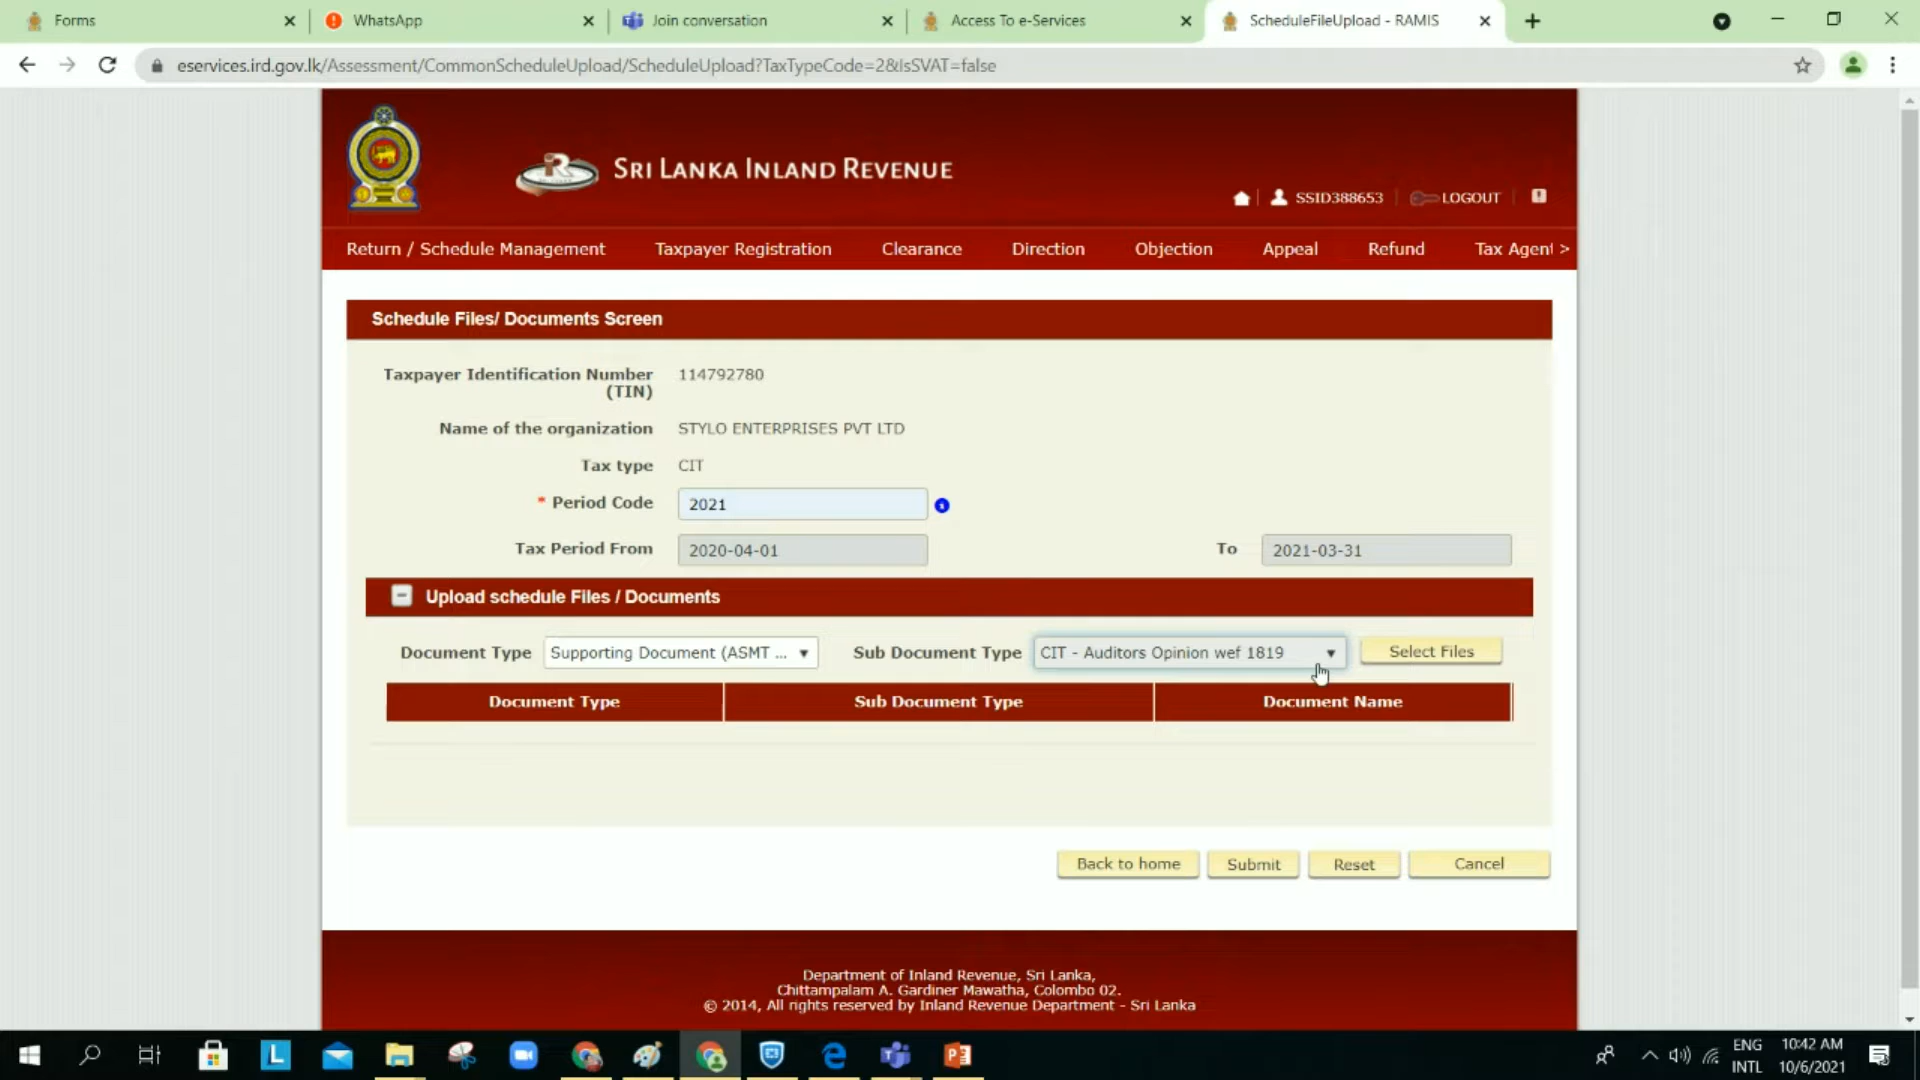 Forms
WhatsApp
Join conversation
Access To e-Services
ScheduleFileUpload - RAMIS
eservices.ird.gov.lk/Assessment/CommonScheduleUpload/ScheduleUpload?TaxTypeCode=2&IsSVAT=false
SRI LANKA INLAND REVENUE
SSID388653
LOGOUT
Return / Schedule Management Taxpayer Registration Clearance Direction Objection Appeal Refund Tax Agent >
Schedule Files/ Documents Screen
Taxpayer Identification Number (TIN) 114792780
Name of the organization STYLO ENTERPRISES PVT LTD
Tax type CIT
* Period Code 2021
Tax Period From 2020-04-01 To 2021-03-31
Upload schedule Files / Documents
Document Type Supporting Document (ASMT ... Sub Document Type CIT - Auditors Opinion wef 1819 Select Files
Document Type Sub Document Type Document Name
Back to home Submit Reset Cancel
Department of Inland Revenue, Sri Lanka,
Chittampalam A. Gardiner Mawatha, Colombo 02.
© 2014, All rights reserved by Inland Revenue Department - Sri Lanka
ENG
INTL
10:42 AM
10/6/2021